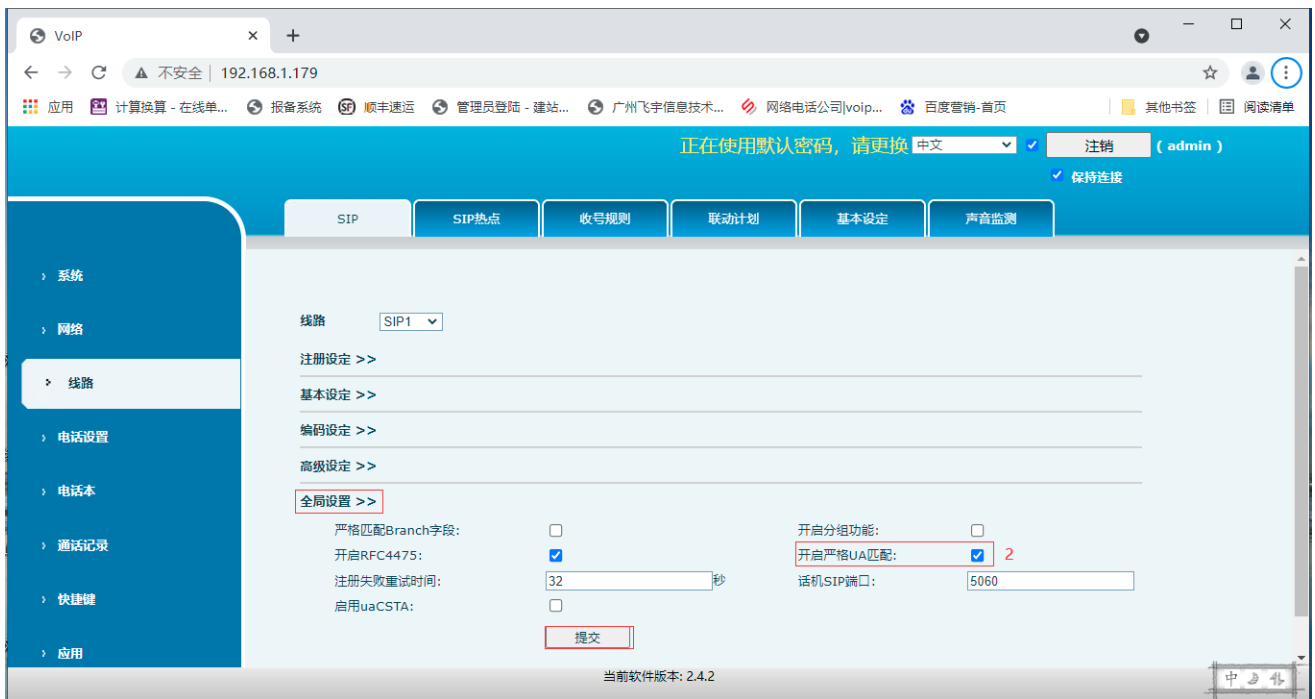 VoIP
不安全 192.168.1.179
应用 计算换算 - 在线单... 报备系统 顺丰速运 管理员登陆 - 建站... 广州飞宇信息技术... 网络电话公司|voip... 百度营销-首页 其他书签 阅读清单
正在使用默认密码，请更换 中文 注销 ( admin )
保持连接
SIP SIP热点 收号规则 联动计划 基本设定 声音监测
系统
网络
线路
电话设置
电话本
通话记录
快捷键
应用
线路 SIP1
注册设定 >>
基本设定 >>
编码设定 >>
高级设定 >>
全局设置 >>
严格匹配Branch字段: 开启分组功能:
开启RFC4475: 开启严格UA匹配: 2
注册失败重试时间: 32 秒 话机SIP端口: 5060
启用uaCSTA:
提交
当前软件版本: 2.4.2
中